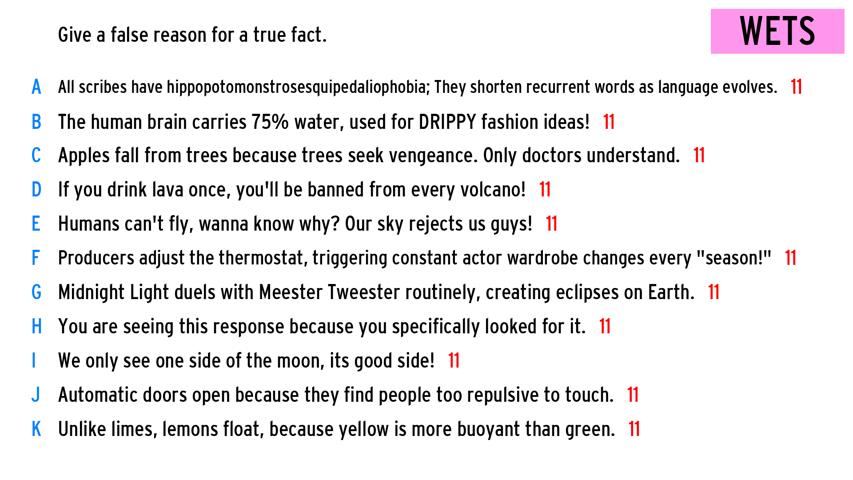 Give a false reason for a true fact.
WETS
A All scribes have hippopotomonstrosesquipedaliophobia; They shorten recurrent words as language evolves. 11
B The human brain carries 75% water, used for DRIPPY fashion ideas! 11
C Apples fall from trees because trees seek vengeance. Only doctors understand. 11
D If you drink lava once, you'll be banned from every volcano! 11
E Humans can't fly, wanna know why? Our sky rejects us guys! 11
F Producers adjust the thermostat, triggering constant actor wardrobe changes every "season!" 11
G Midnight Light duels with Meester Tweester routinely, creating eclipses on Earth. 11
H You are seeing this response because you specifically looked for it. 11
I We only see one side of the moon, its good side! 11
J Automatic doors open because they find people too repulsive to touch. 11
K Unlike limes, lemons float, because yellow is more buoyant than green. 11